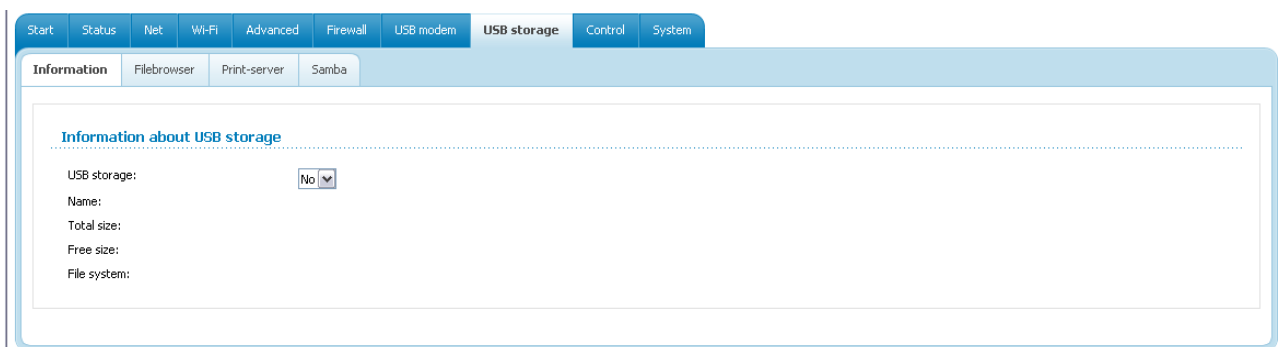 Start Status Net Wi-Fi Advanced Firewall USB modem USB storage Control System
Information Filebrowser Print-server Samba
Information about USB storage
USB storage: No
Name:
Total size:
Free size:
File system: